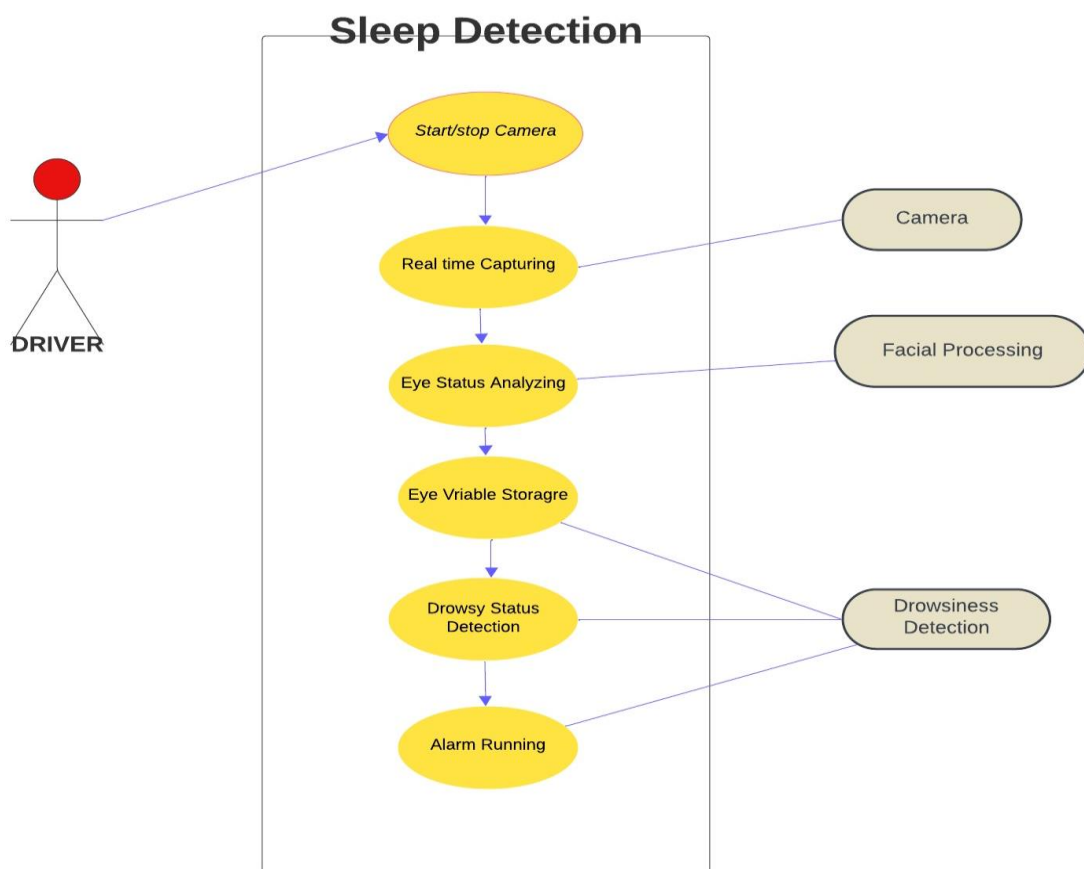 Sleep Detection
Start/stop Camera
Real time Capturing
Camera
Facial Processing
DRIVER
Eye Status Analyzing
Eye Vriable Storagre
Drowsy Status
Detection
Drowsiness
Detection
Alarm Running